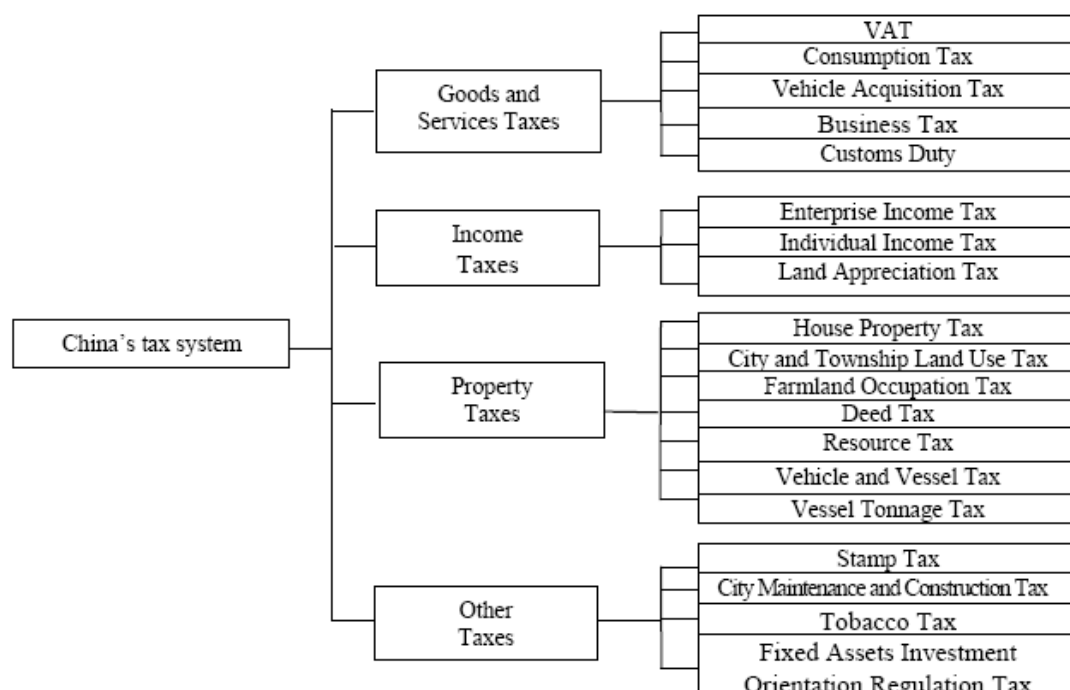 China's tax system
Goods and
Services Taxes
VAT
Consumption Tax
Vehicle Acquisition Tax
Business Tax
Customs Duty
Income
Taxes
Enterprise Income Tax
Individual Income Tax
Land Appreciation Tax
Property
Taxes
House Property Tax
City and Township Land Use Tax
Farmland Occupation Tax
Deed Tax
Resource Tax
Vehicle and Vessel Tax
Vessel Tonnage Tax
Other
Taxes
Stamp Tax
City Maintenance and Construction Tax
Tobacco Tax
Fixed Assets Investment
Orientation Regulation Tax